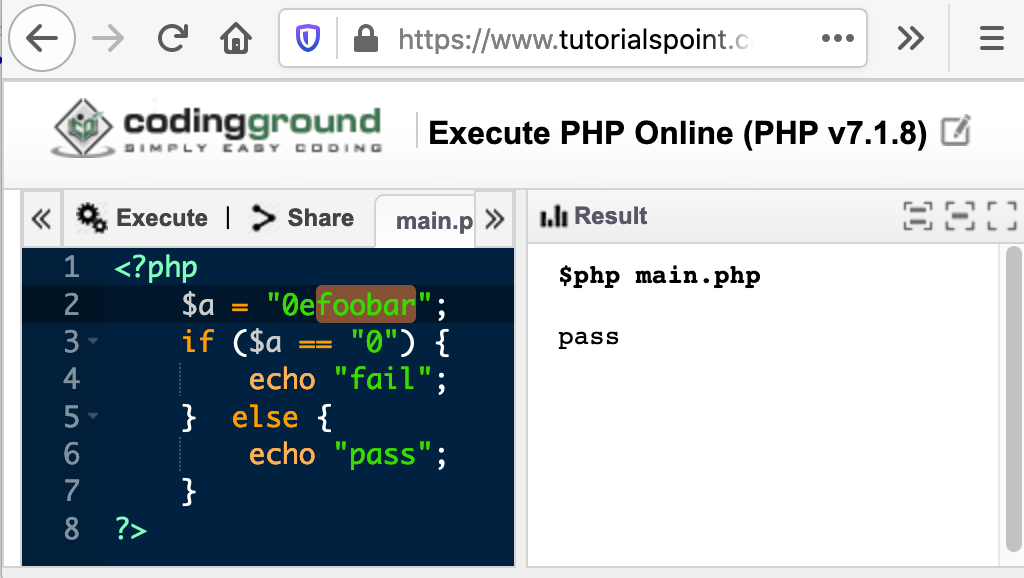 https://www.tutorialspoint.c
codingground
SIMPLY EASY CODING
Execute PHP Online (PHP v7.1.8)
Execute | Share main.p
Result
1 <?php
2 $a = "0efoobar";
3 if ($a == "0") {
4 echo "fail";
5 } else {
6 echo "pass";
7 }
8 ?>
$php main.php
pass